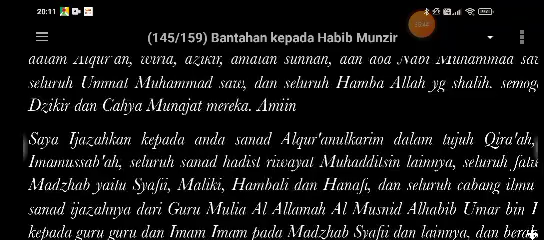 20:11
23:44
(145/159) Bantahan kepada Habib Munzir
dalam Alqur'an, wirid, dzikir, amalan sunnah, dan doa Nabi Muhammad saw
seluruh Ummat Muhammad saw, dan seluruh Hamba Allah yg shalih. semog
Dzikir dan Cahya Munajat mereka. Amiin
Saya Ijazahkan kepada anda sanad Alqur'anulkarim dalam tujuh Qira'ah,
Imamussab'ah, seluruh sanad hadist riwayat Muhadditsin lainnya, seluruh fat
Madzhab yaitu Syafii, Maliki, Hambali dan Hanafi, dan seluruh cabang ilmu
sanad ijazahnya dari Guru Mulia Al Allamah Al Musnid Alhabib Umar bin
kepada guru guru dan Imam Imam pada Madzhab Syafii dan lainnya, dan